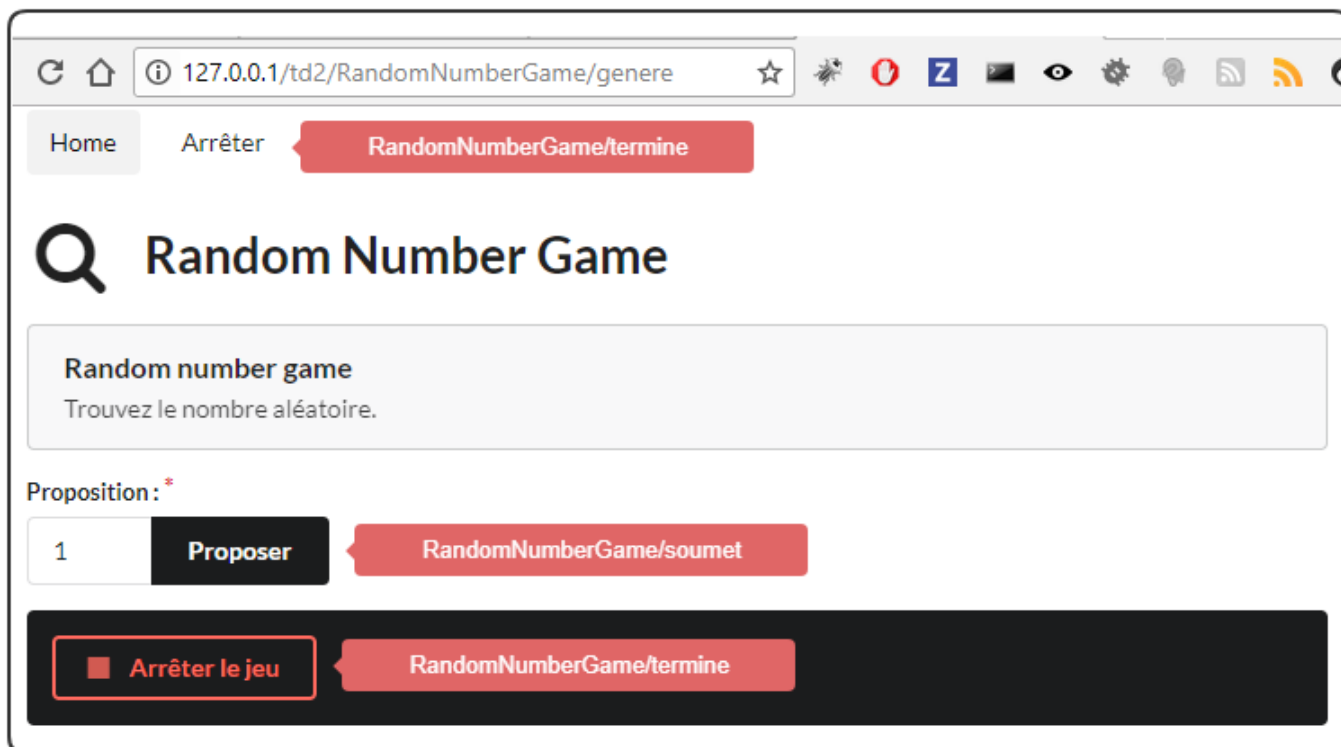 127.0.0.1/td2/RandomNumberGame/genere
Z
Home Arrêter RandomNumberGame/termine
Random Number Game
Random number game
Trouvez le nombre aléatoire.
Proposition : *
1 Proposer RandomNumberGame/soumet
Arrêter le jeu RandomNumberGame/termine